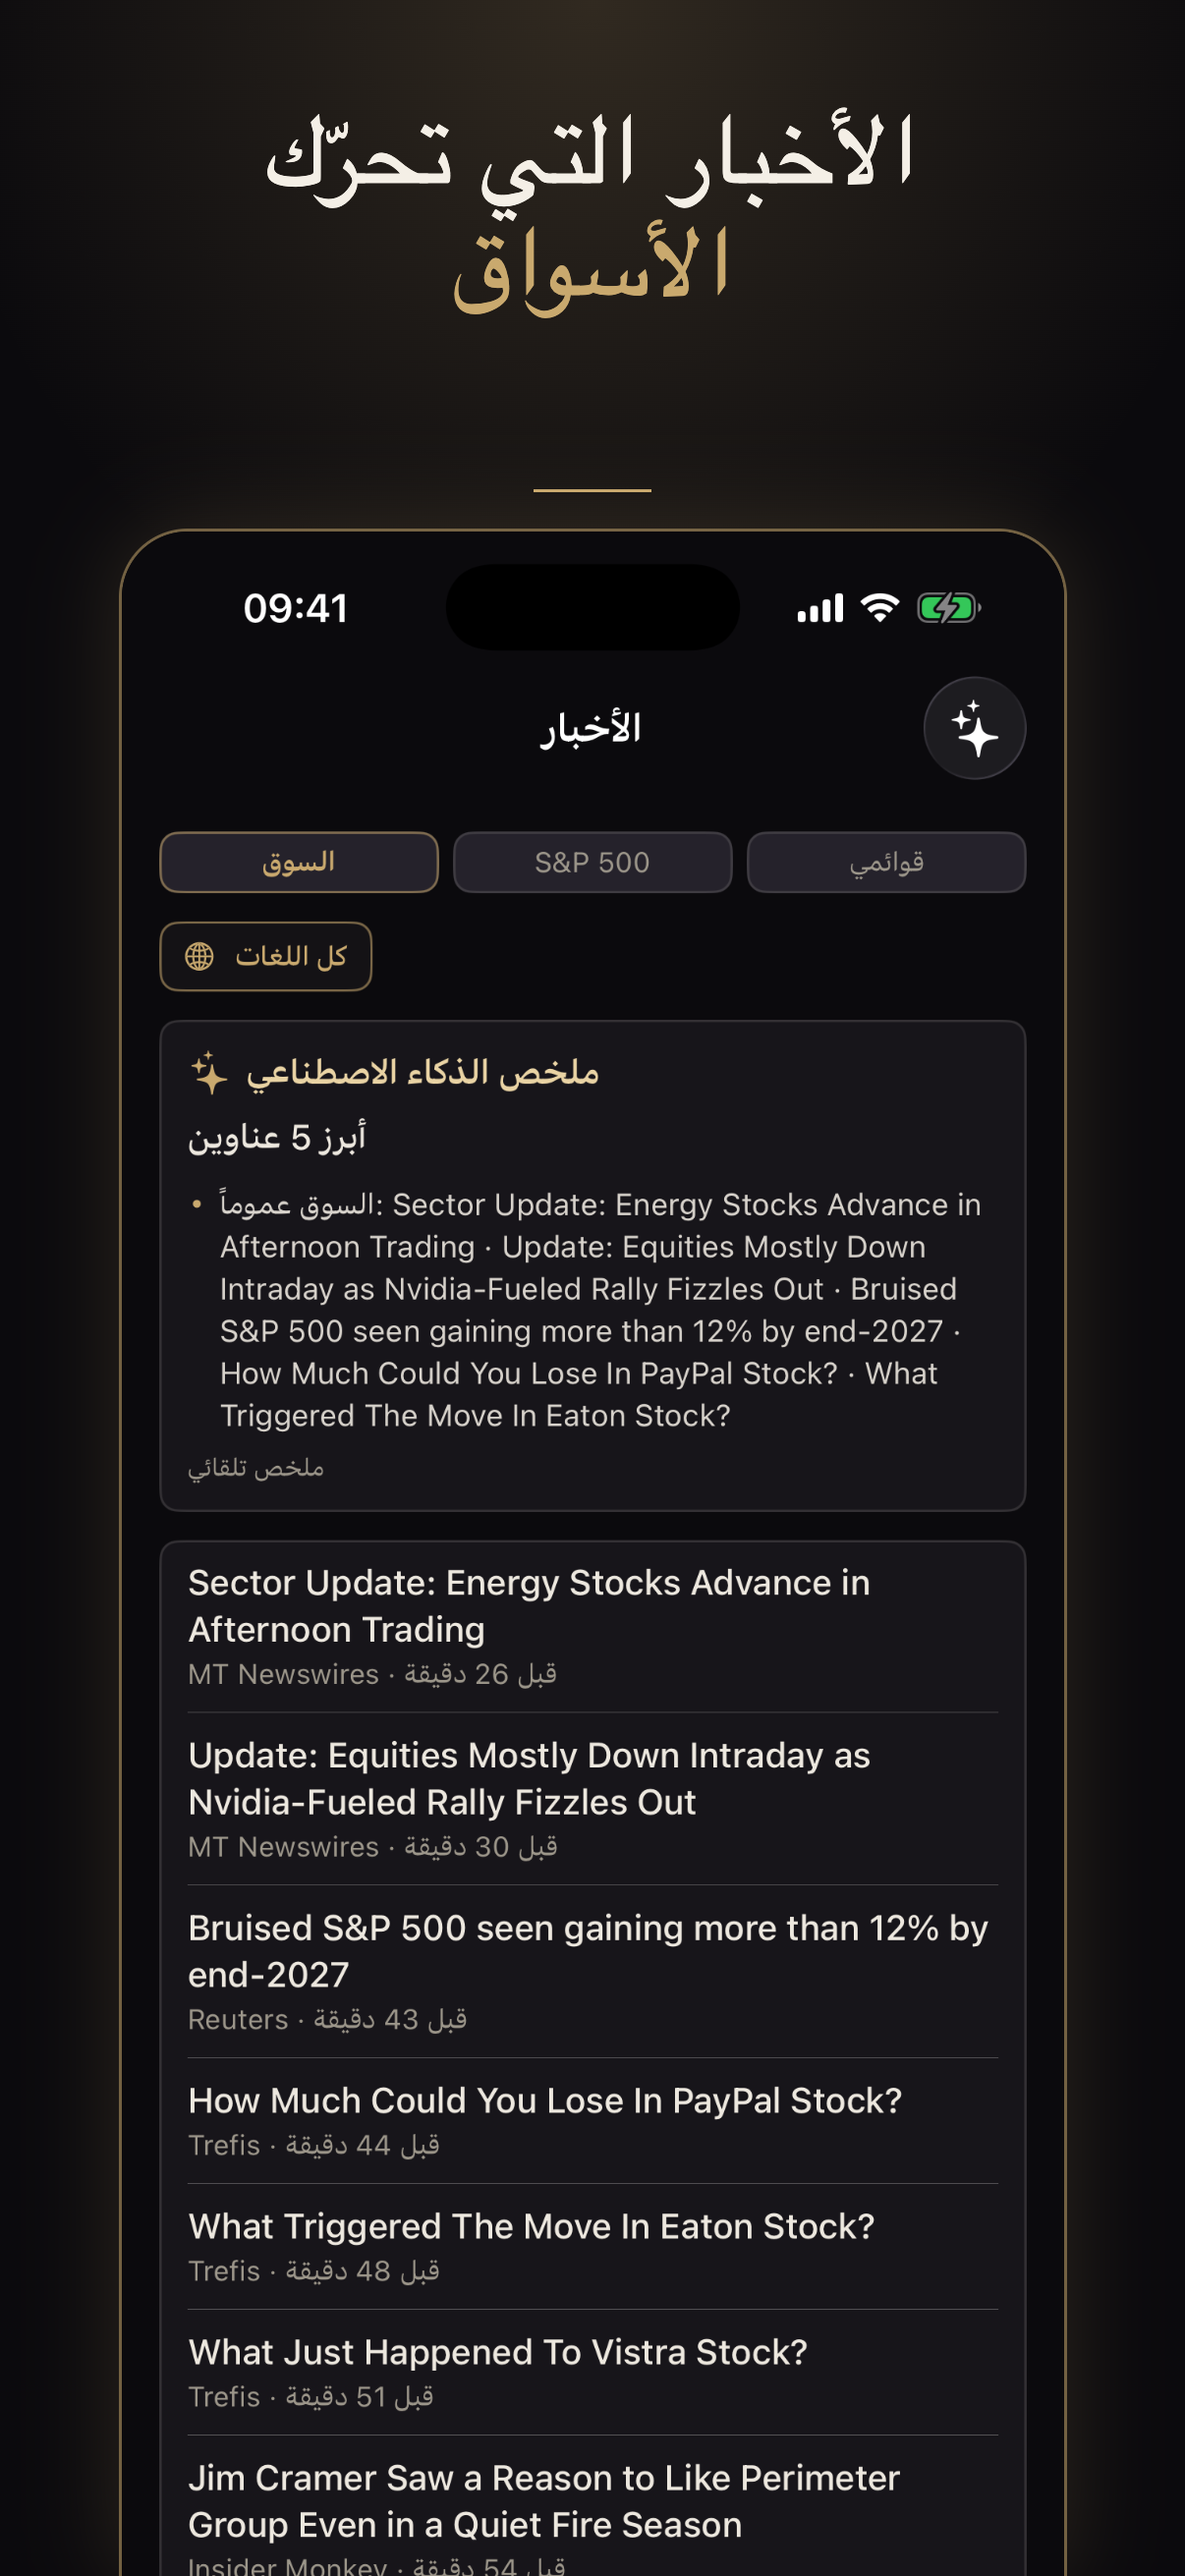 الأخبار التي تحرّك
الأسواق
09:41
الأخبار
السوق
S&P 500
قوائمي
كل اللغات
ملخص الذكاء الاصطناعي
أبرز 5 عناوين
• السوق عموماً: Sector Update: Energy Stocks Advance in
Afternoon Trading · Update: Equities Mostly Down
Intraday as Nvidia-Fueled Rally Fizzles Out · Bruised
S&P 500 seen gaining more than 12% by end-2027 ·
How Much Could You Lose In PayPal Stock? · What
Triggered The Move In Eaton Stock?
ملخص تلقائي
Sector Update: Energy Stocks Advance in
Afternoon Trading
MT Newswires · قبل 26 دقيقة
Update: Equities Mostly Down Intraday as
Nvidia-Fueled Rally Fizzles Out
MT Newswires · قبل 30 دقيقة
Bruised S&P 500 seen gaining more than 12% by
end-2027
Reuters · قبل 43 دقيقة
How Much Could You Lose In PayPal Stock?
Trefis · قبل 44 دقيقة
What Triggered The Move In Eaton Stock?
Trefis · قبل 48 دقيقة
What Just Happened To Vistra Stock?
Trefis · قبل 51 دقيقة
Jim Cramer Saw a Reason to Like Perimeter
Group Even in a Quiet Fire Season
Insider Monkey · قبل 54 دقيقة